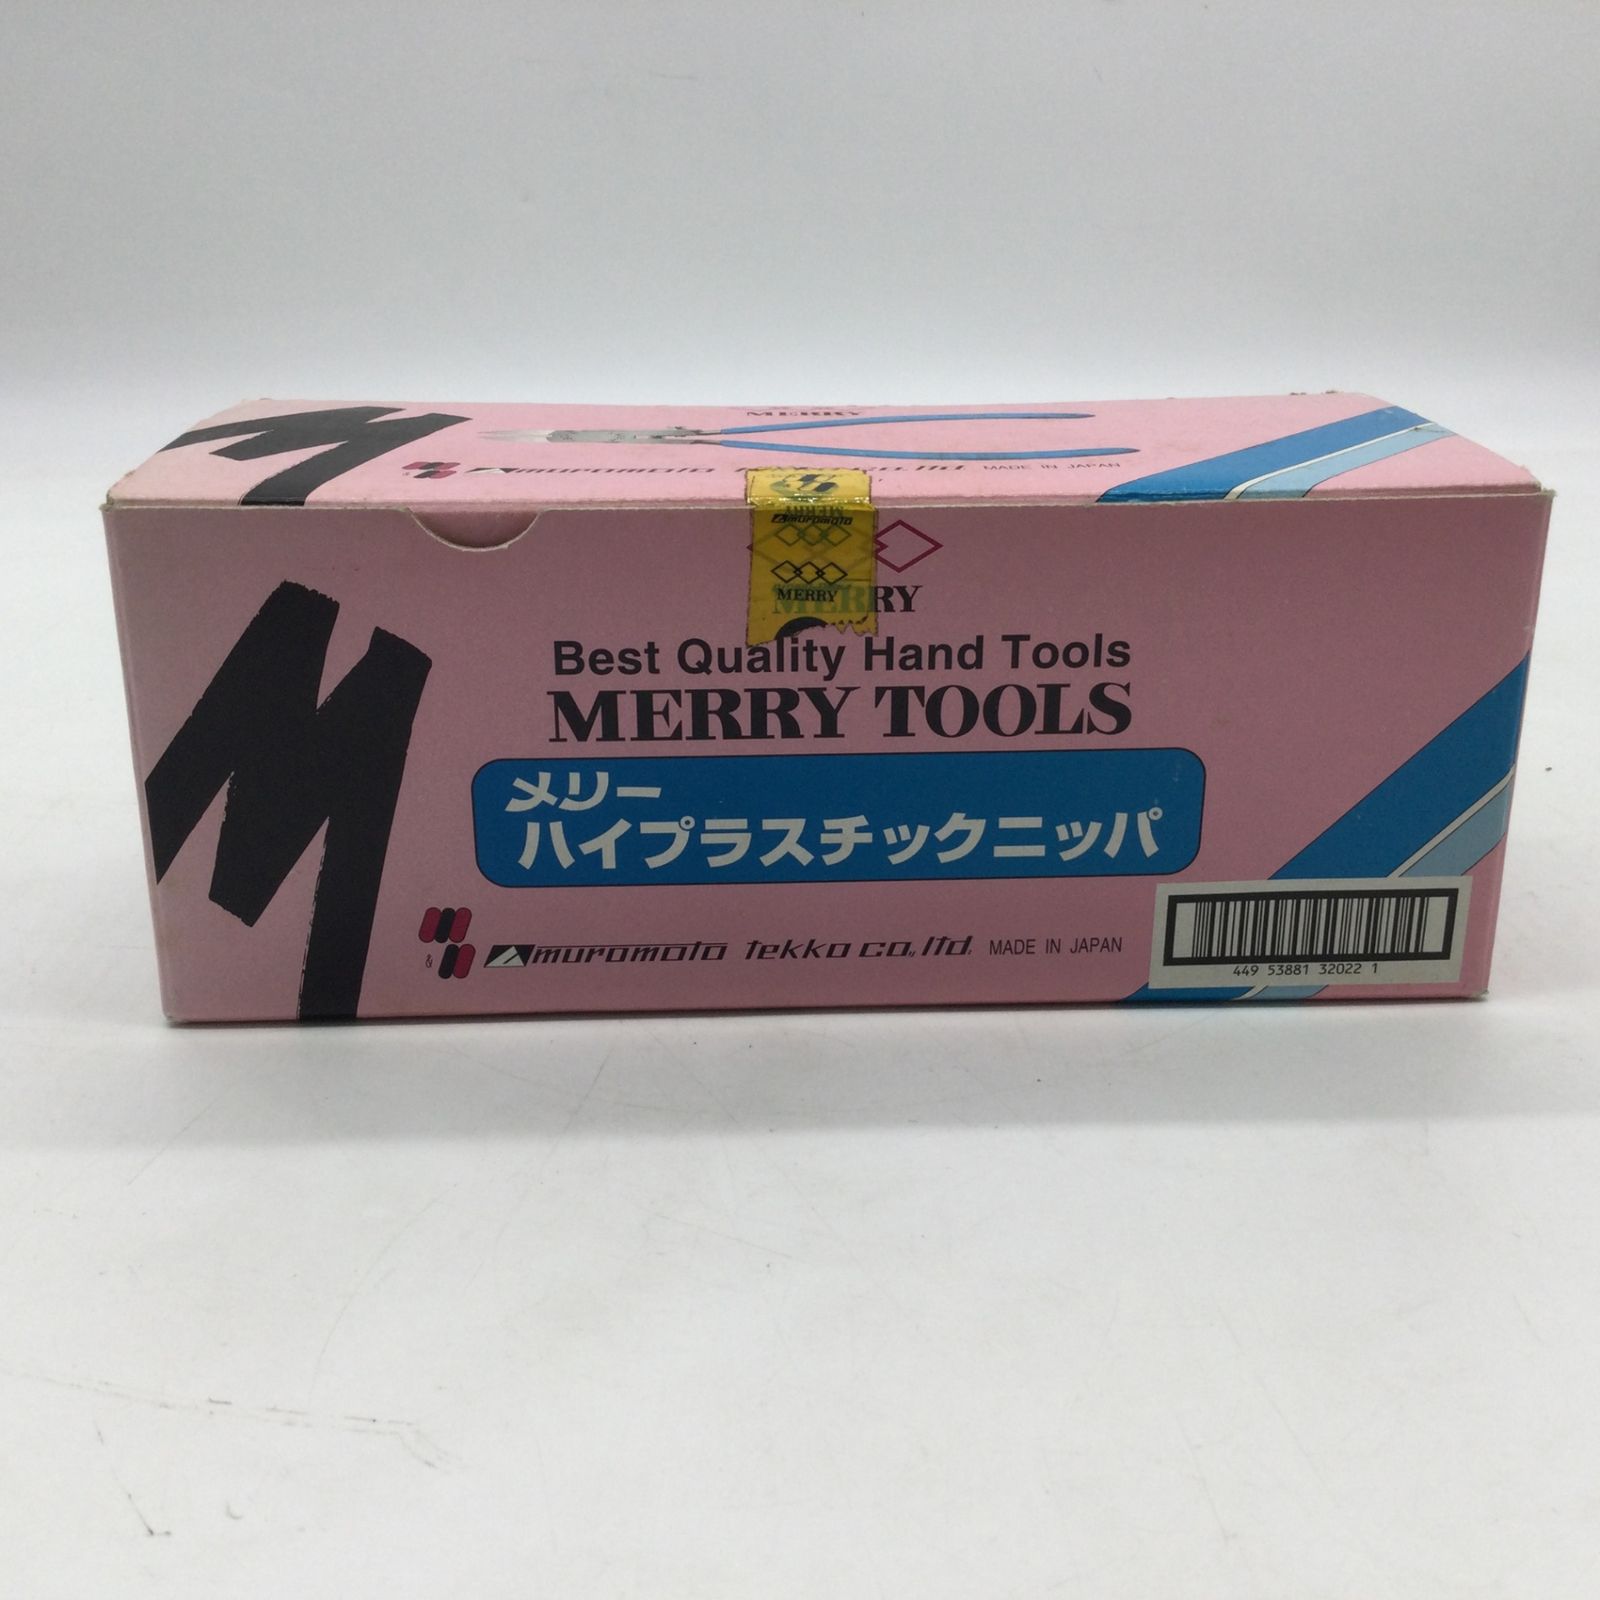 MERRY
muromoto tekko co., ltd. MADE IN JAPAN
MERRY
muromoto
MERRY
MERRY
Best Quality Hand Tools
MERRY TOOLS
メリー
ハイプラスチックニッパ
& muromoto tekko co., ltd. MADE IN JAPAN
449 53881 32022 1